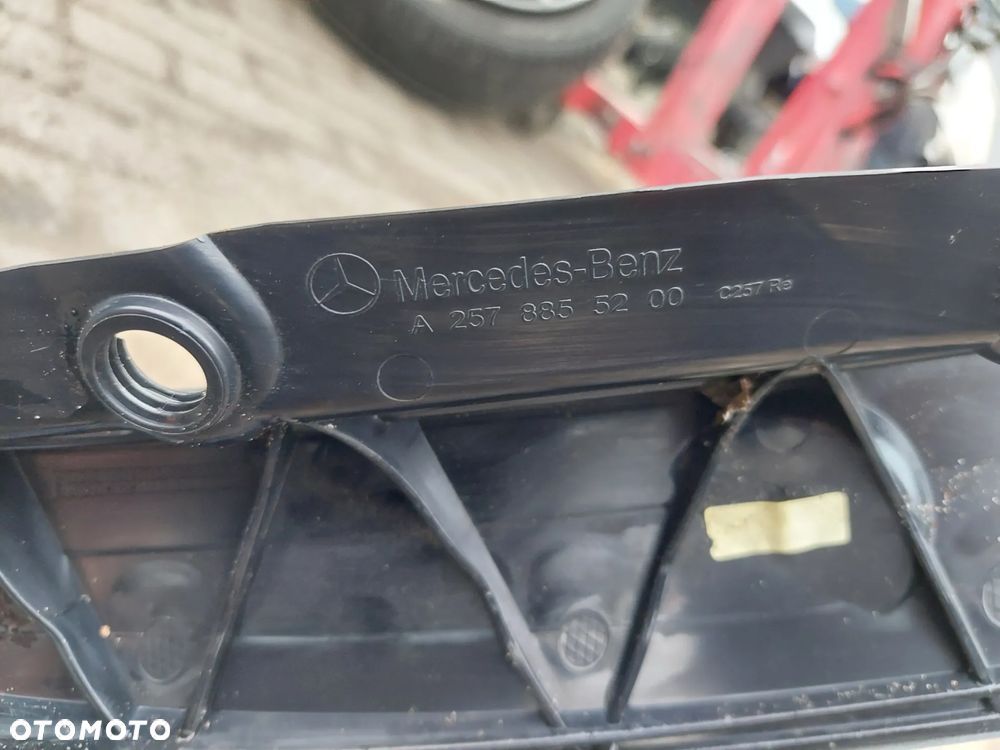 Mercedes-Benz
A 257 885 52 00 C257 Re
OTOMOTO